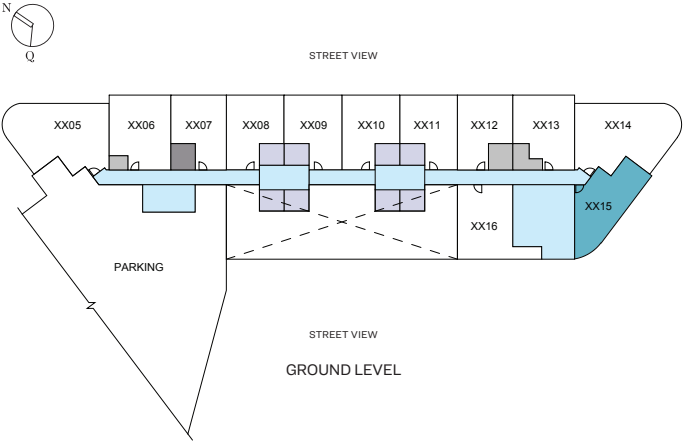 N
Q
STREET VIEW
XX05
XX06
XX07
XX08
XX09
XX10
XX11
XX12
XX13
XX14
XX15
XX16
PARKING
STREET VIEW
GROUND LEVEL